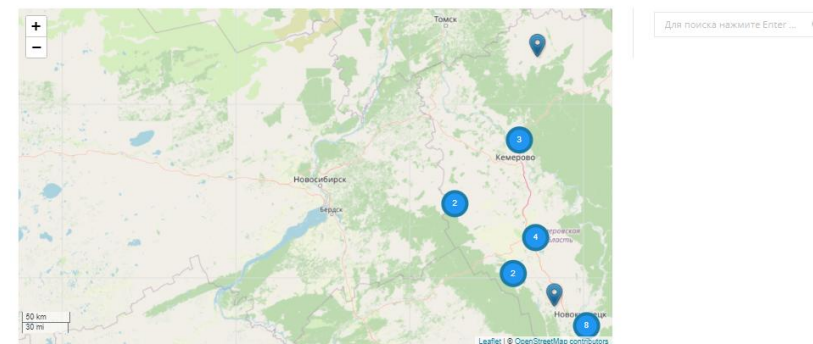 Томск
+
−
Для поиска нажмите Enter ...
3
Кемерово
Новосибирск
2
Бердск
4
2
50 km
30 mi
8
Leaflet | © OpenStreetMap contributors